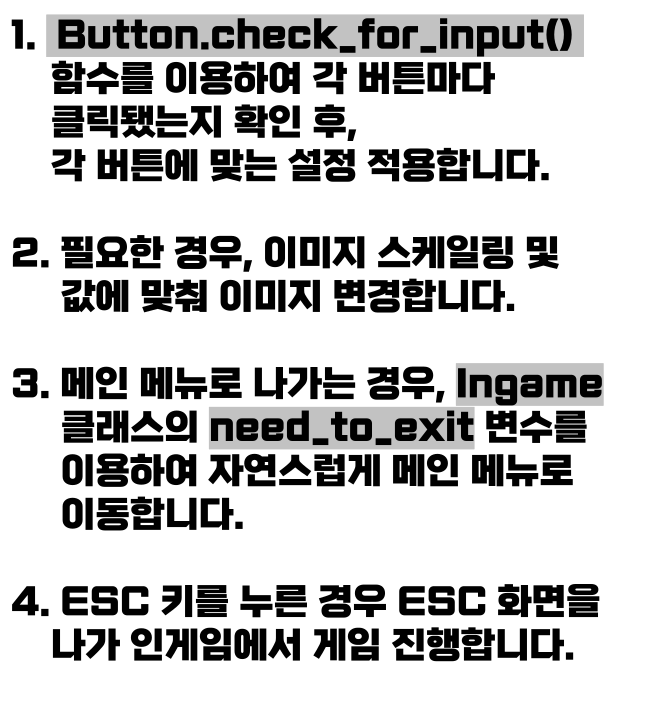 1. Button.check_for_input()
함수를 이용하여 각 버튼마다
클릭됐는지 확인 후,
각 버튼에 맞는 설정 적용합니다.
2. 필요한 경우, 이미지 스케일링 및
값에 맞춰 이미지 변경합니다.
3. 메인 메뉴로 나가는 경우, Ingame
클래스의 need_to_exit 변수를
이용하여 자연스럽게 메인 메뉴로
이동합니다.
4. ESC 키를 누른 경우 ESC 화면을
나가 인게임에서 게임 진행합니다.